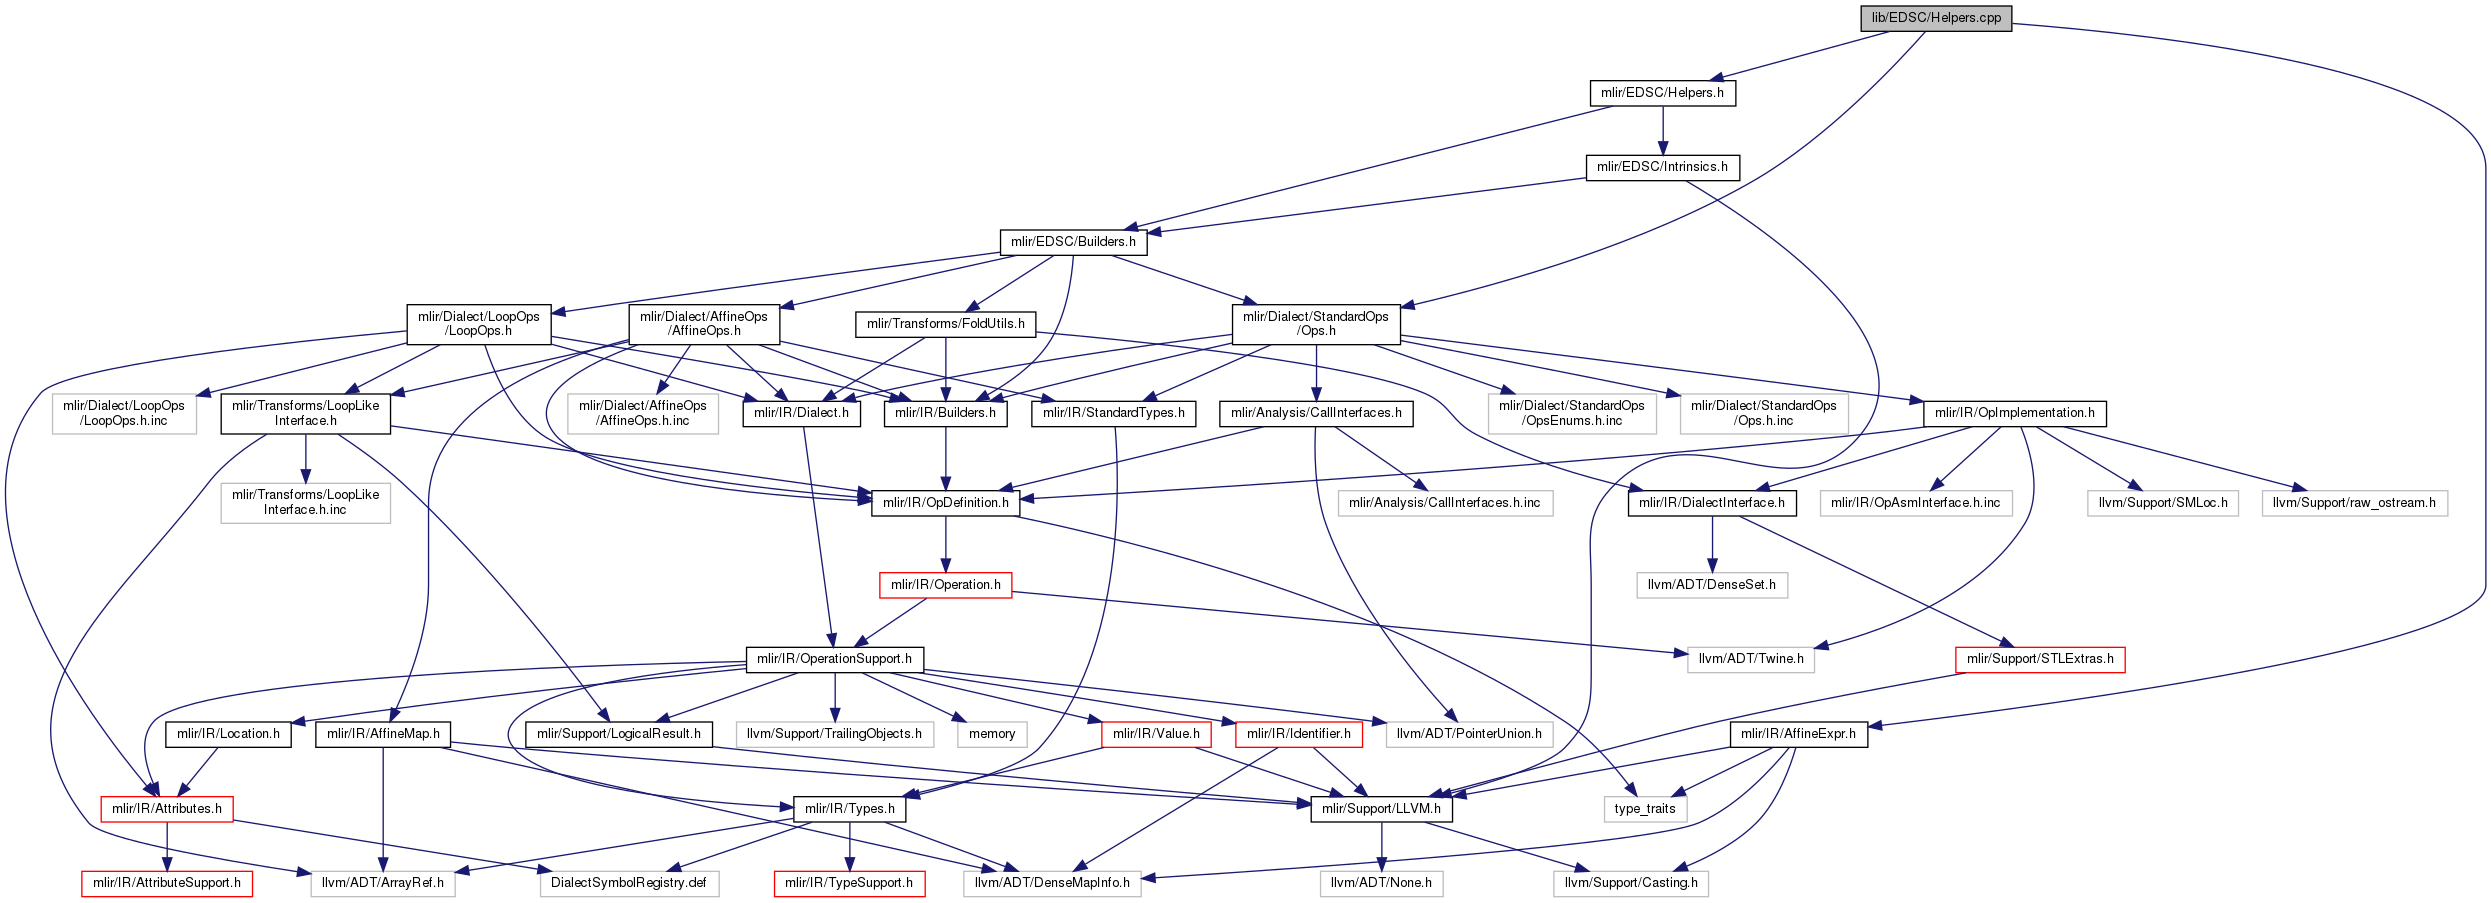 lib/EDSC/Helpers.cpp
mlir/EDSC/Helpers.h
mlir/EDSC/Intrinsics.h
mlir/EDSC/Builders.h
mlir/Dialect/LoopOps
/LoopOps.h
mlir/Dialect/AffineOps
/AffineOps.h
mlir/Transforms/FoldUtils.h
mlir/Dialect/StandardOps
/Ops.h
mlir/Dialect/LoopOps
/LoopOps.h.inc
mlir/Transforms/LoopLike
Interface.h
mlir/Dialect/AffineOps
/AffineOps.h.inc
mlir/IR/Dialect.h
mlir/IR/Builders.h
mlir/IR/StandardTypes.h
mlir/Analysis/CallInterfaces.h
mlir/Dialect/StandardOps
/OpsEnums.h.inc
mlir/Dialect/StandardOps
/Ops.h.inc
mlir/IR/OpImplementation.h
mlir/Transforms/LoopLike
Interface.h.inc
mlir/IR/OpDefinition.h
mlir/Analysis/CallInterfaces.h.inc
mlir/IR/DialectInterface.h
mlir/IR/OpAsmInterface.h.inc
llvm/Support/SMLoc.h
llvm/Support/raw_ostream.h
mlir/IR/Operation.h
llvm/ADT/DenseSet.h
mlir/IR/OperationSupport.h
llvm/ADT/Twine.h
mlir/Support/STLExtras.h
mlir/IR/Location.h
mlir/IR/AffineMap.h
mlir/Support/LogicalResult.h
llvm/Support/TrailingObjects.h
memory
mlir/IR/Value.h
mlir/IR/Identifier.h
llvm/ADT/PointerUnion.h
mlir/IR/AffineExpr.h
mlir/IR/Attributes.h
mlir/IR/Types.h
mlir/Support/LLVM.h
type_traits
mlir/IR/AttributeSupport.h
llvm/ADT/ArrayRef.h
DialectSymbolRegistry.def
mlir/IR/TypeSupport.h
llvm/ADT/DenseMapInfo.h
llvm/ADT/None.h
llvm/Support/Casting.h